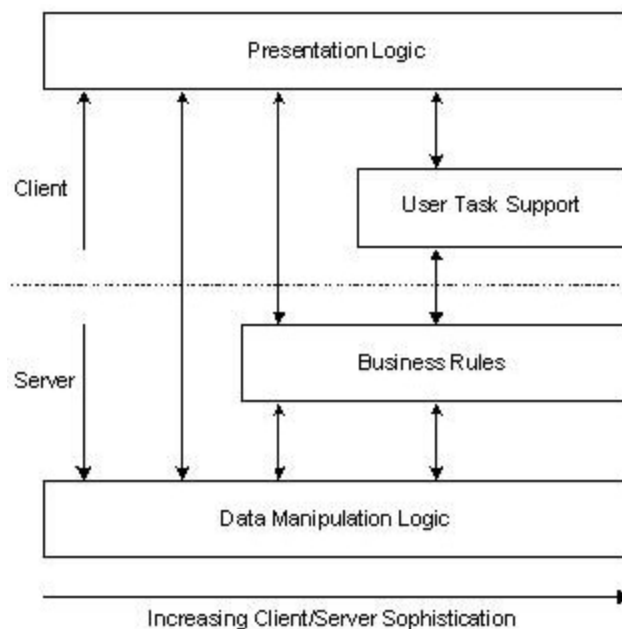 Presentation Logic
Client
User Task Support
Business Rules
Server
Data Manipulation Logic
Increasing Client/Server Sophistication